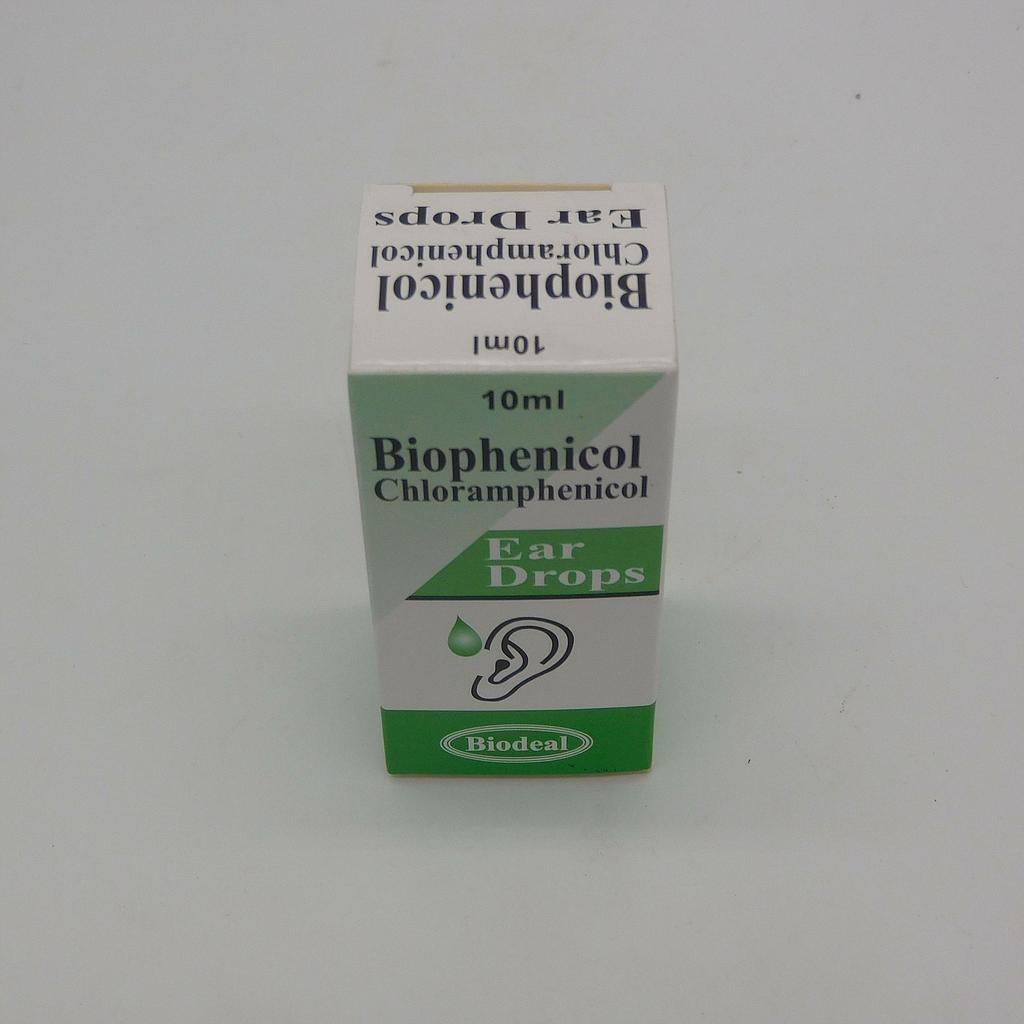 Ear Drops
Chloramphenicol
Biophenicol
10ml
10ml
Biophenicol
Chloramphenicol
Ear
Drops
Biodeal